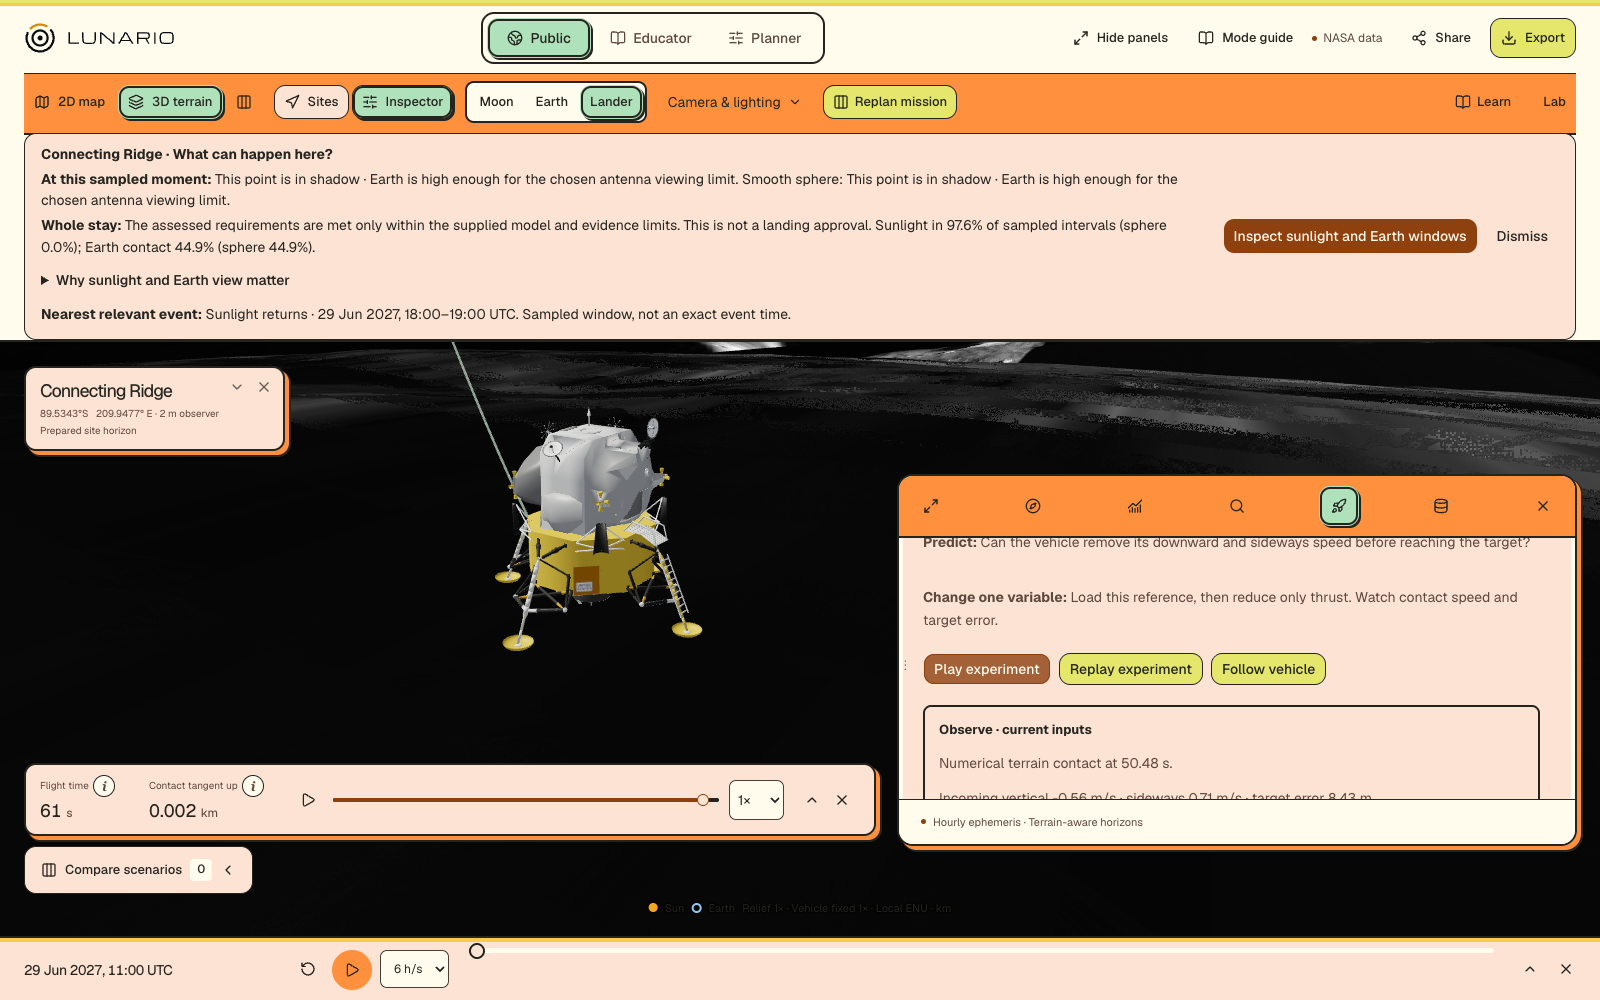 LUNARIO
Public
Educator
Planner
Hide panels
Mode guide
NASA data
Share
Export
2D map
3D terrain
Sites
Inspector
Moon
Earth
Lander
Camera & lighting
Replan mission
Learn
Lab
Connecting Ridge · What can happen here?
At this sampled moment: This point is in shadow · Earth is high enough for the chosen antenna viewing limit. Smooth sphere: This point is in shadow · Earth is high enough for the
chosen antenna viewing limit.
Whole stay: The assessed requirements are met only within the supplied model and evidence limits. This is not a landing approval. Sunlight in 97.6% of sampled intervals (sphere
0.0%); Earth contact 44.9% (sphere 44.9%).
Inspect sunlight and Earth windows
Dismiss
Why sunlight and Earth view matter
Nearest relevant event: Sunlight returns · 29 Jun 2027, 18:00–19:00 UTC. Sampled window, not an exact event time.
Connecting Ridge
89.5343°S 209.9477° E · 2 m observer
Prepared site horizon
Predict: Can the vehicle remove its downward and sideways speed before reaching the target?
Change one variable: Load this reference, then reduce only thrust. Watch contact speed and
target error.
Play experiment
Replay experiment
Follow vehicle
Observe · current inputs
Numerical terrain contact at 50.48 s.
Incoming vertical -0.56 m/s · sideways 0.71 m/s · target error 8.43 m
Hourly ephemeris · Terrain-aware horizons
Flight time i
61 s
Contact tangent up i
0.002 km
1×
Compare scenarios 0
Sun Earth Relief 1× · Vehicle fixed 1× · Local ENU · km
29 Jun 2027, 11:00 UTC
6 h/s